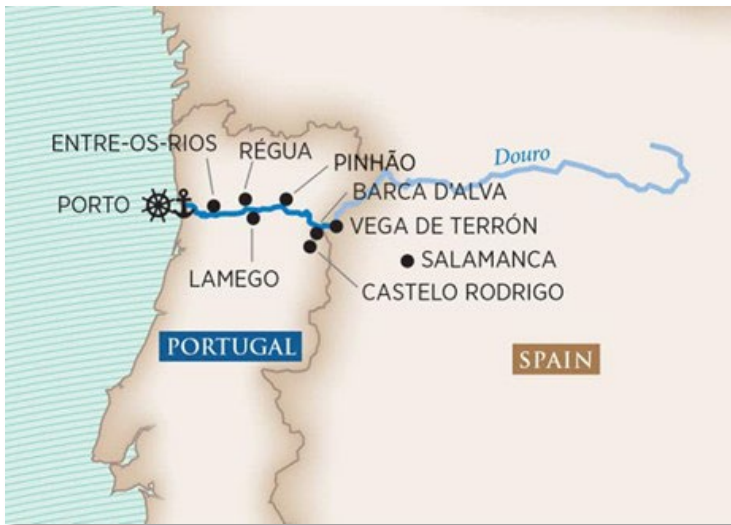 ENTRE-OS-RIOS
RÉGUA
PINHÃO
Douro
PORTO
BARCA D'ALVA
VEGA DE TERRÓN
LAMEGO
SALAMANCA
CASTELO RODRIGO
PORTUGAL
SPAIN